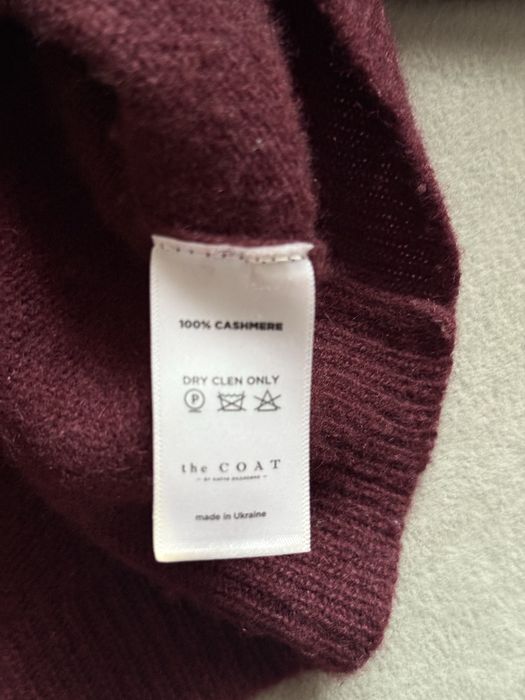 100% CASHMERE
DRY CLEN ONLY
P
the COAT
made in Ukraine